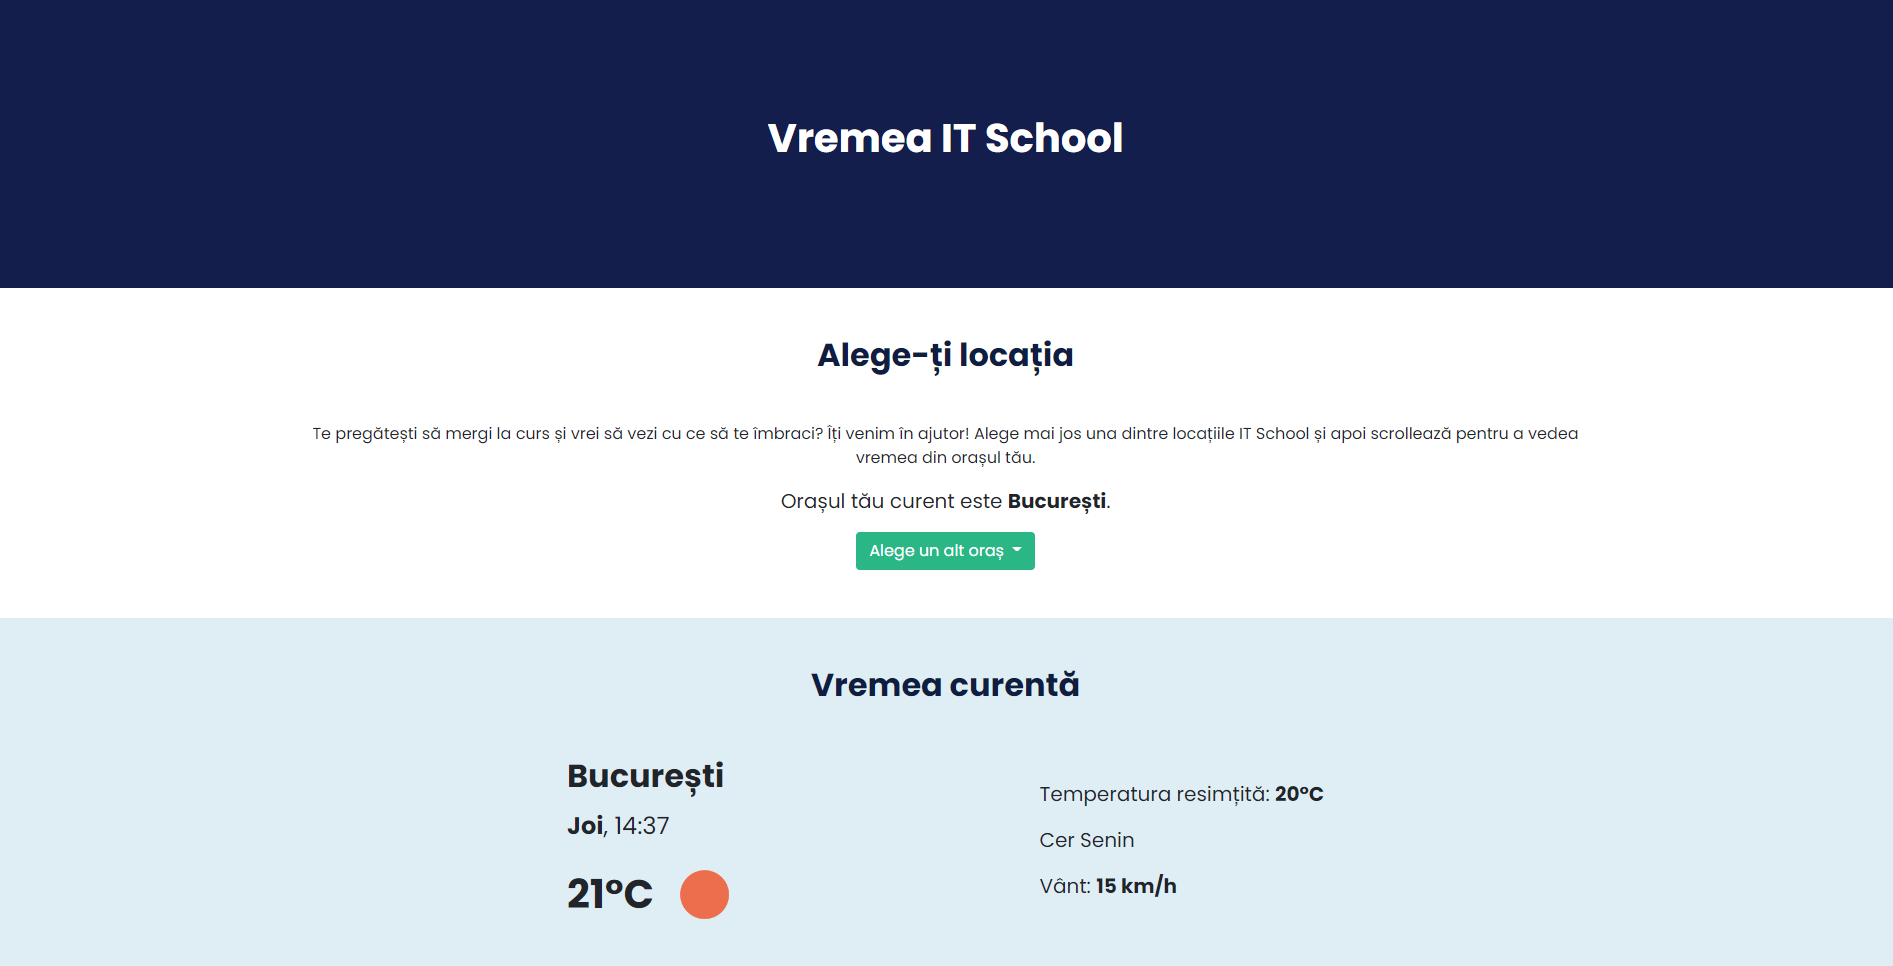 Vremea IT School
Alege-ți locația
Te pregătești să mergi la curs și vrei să vezi cu ce să te îmbraci? Îți venim în ajutor! Alege mai jos una dintre locațiile IT School și apoi scrollează pentru a vedea
vremea din orașul tău.
Orașul tău curent este București.
Alege un alt oraș
Vremea curentă
București
Joi, 14:37
21°C
Temperatura resimțită: 20°C
Cer Senin
Vânt: 15 km/h